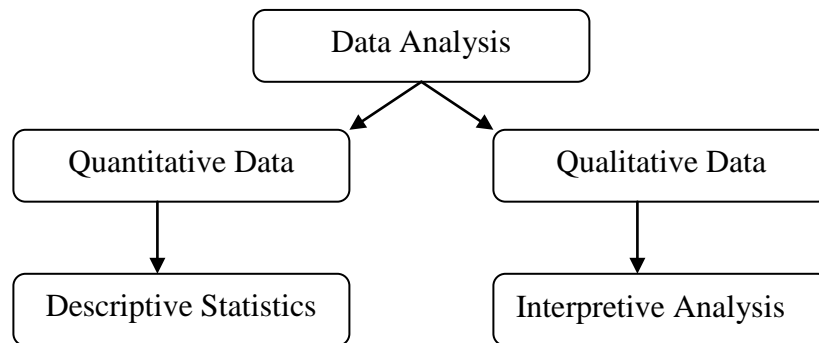 Data Analysis
Quantitative Data
Qualitative Data
Descriptive Statistics
Interpretive Analysis